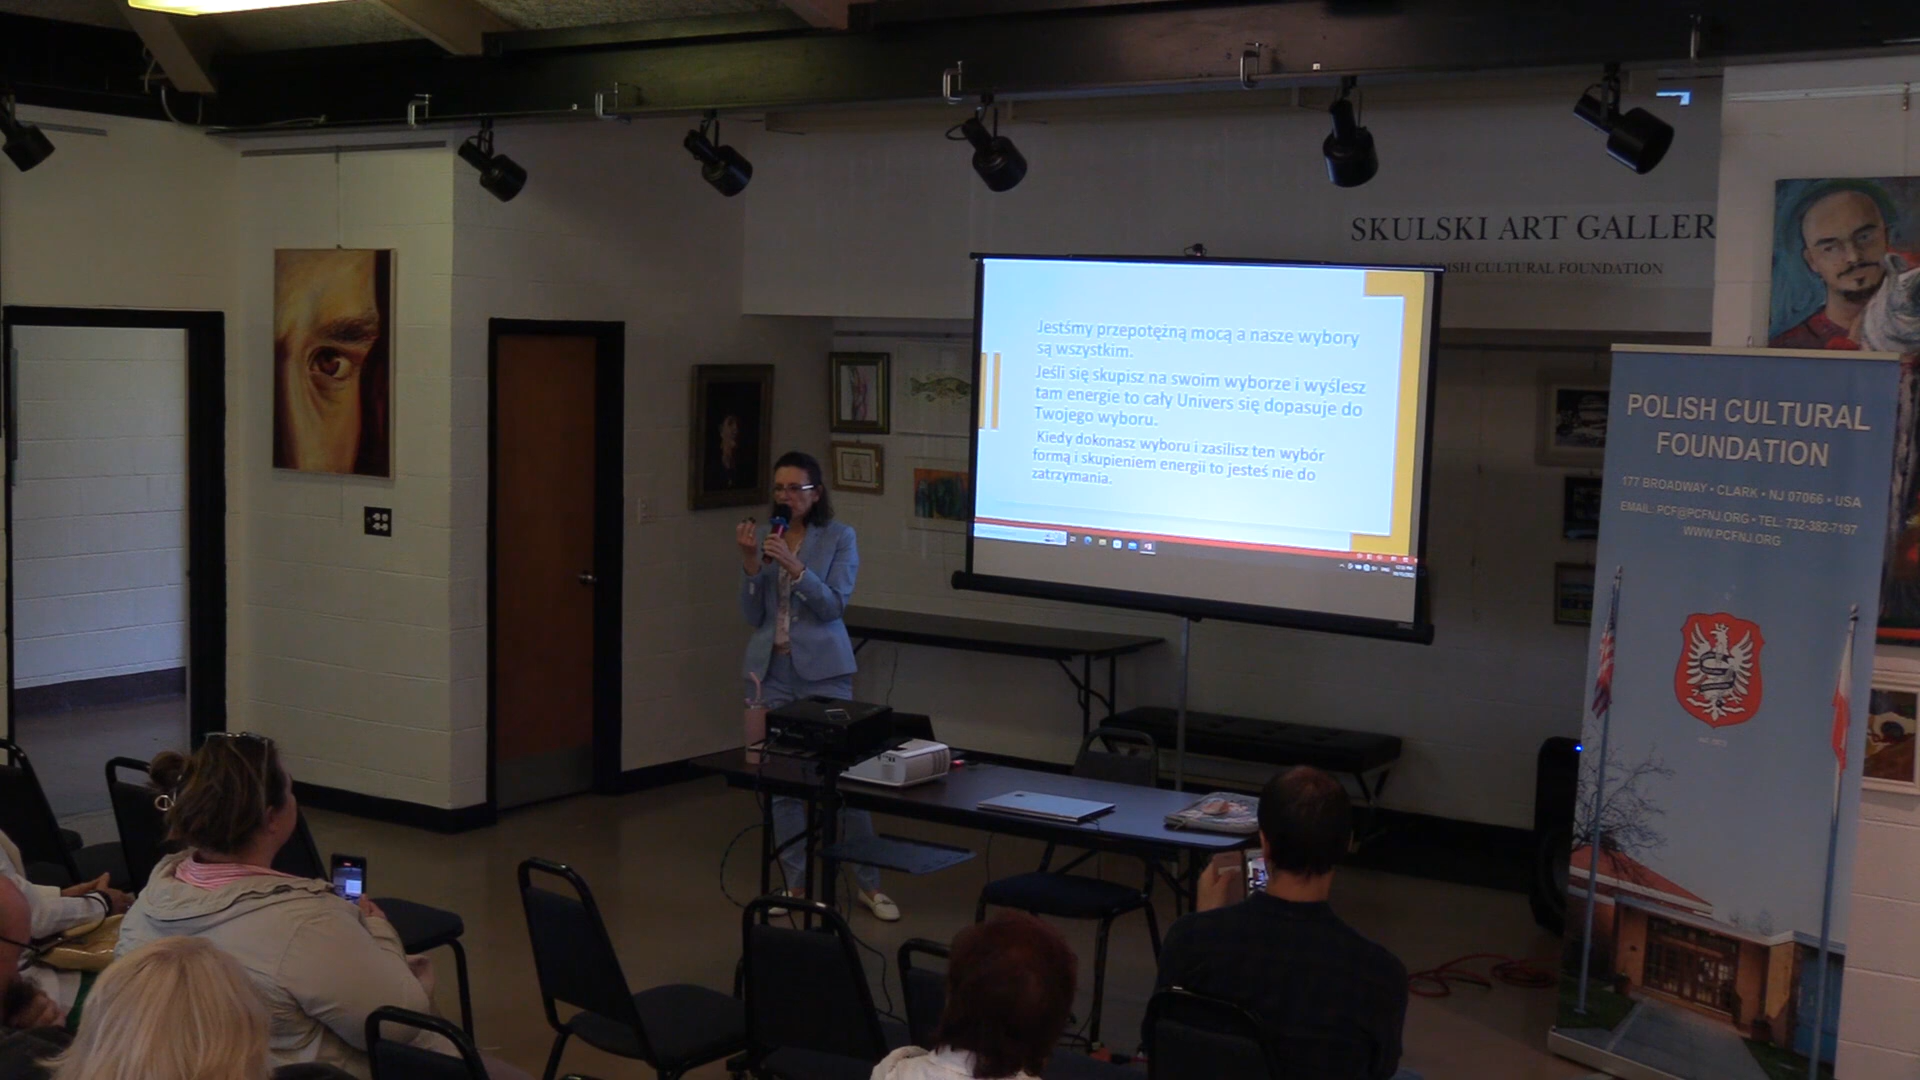 SKULSKI ART GALLER
ISH CULTURAL FOUNDATION
Jestśmy przepotężną mocą a nasze wybory
są wszystkim.
Jeśli się skupisz na swoim wyborze i wyślesz
tam energie to cały Univers się dopasuje do
Twojego wyboru.
Kiedy dokonasz wyboru i zasilisz ten wybór
formą i skupieniem energii to jesteś nie do
zatrzymania.
POLISH CULTURAL
FOUNDATION
177 BROADWAY • CLARK • NJ 07066 • USA
EMAIL: PCF@PCFNJ.ORG • TEL: 732-382-7197
WWW.PCFNJ.ORG